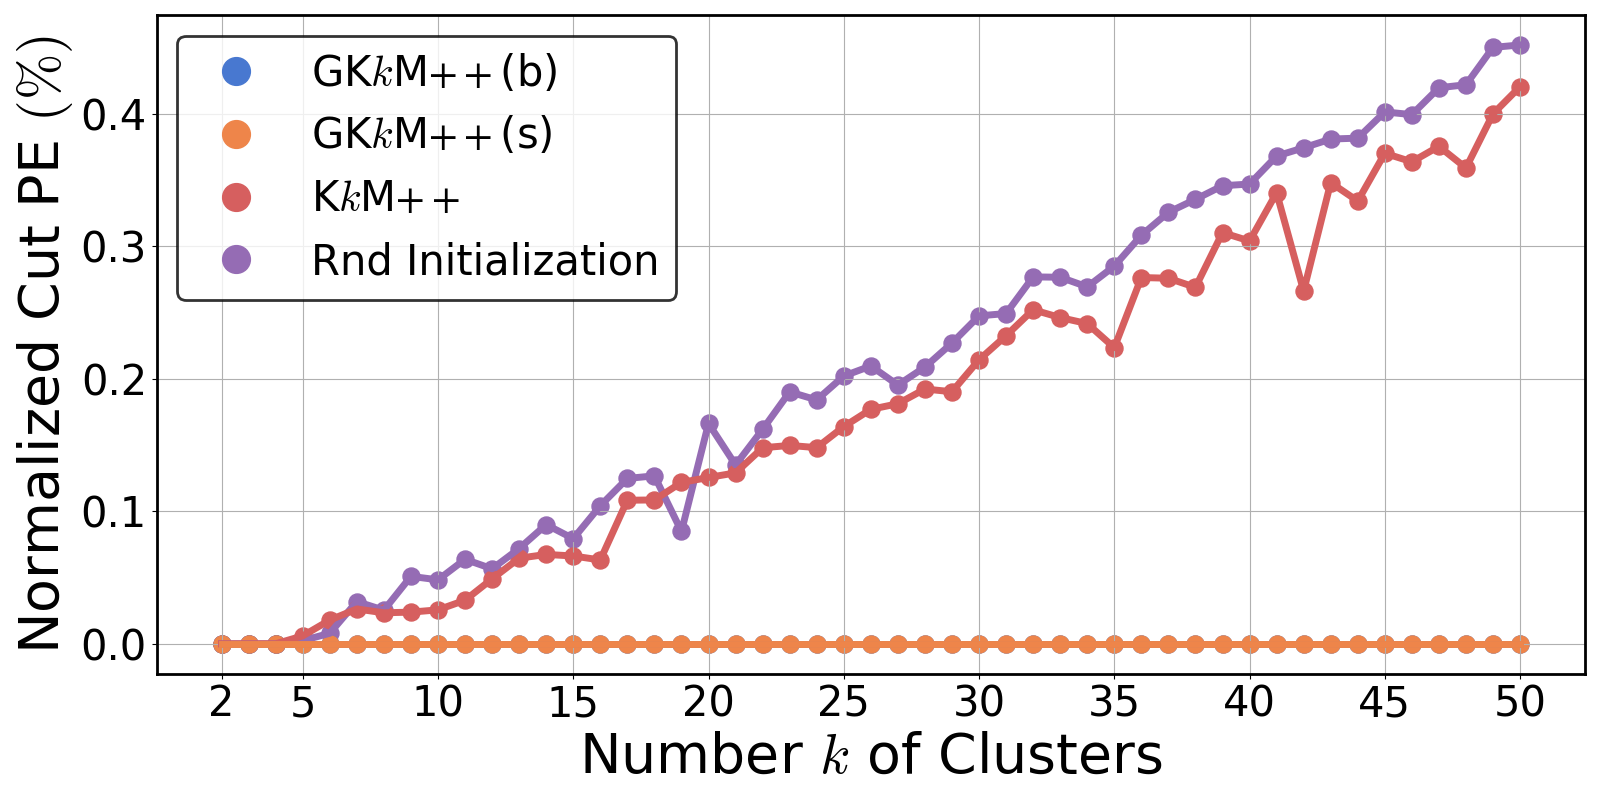 Normalized Cut PE (%)
GKkM++(b)
GKkM++(s)
KkM++
Rnd Initialization
0.4
0.3
0.2
0.1
0.0
2 5 10 15 20 25 30 35 40 45 50
Number k of Clusters